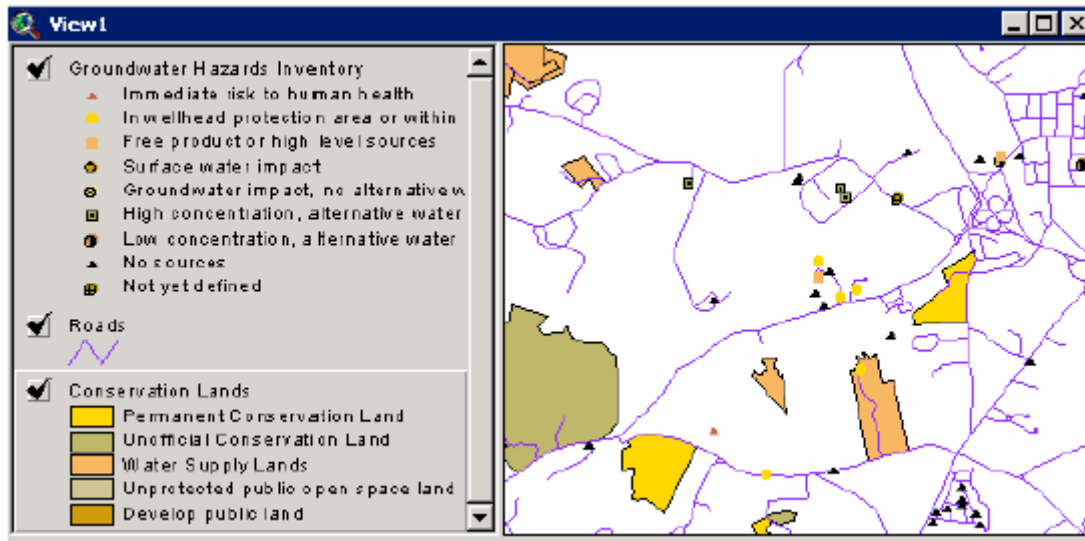 View1
Groundwater Hazards Inventory
Immediate risk to human health
In wellhead protection area or within
Free product or high level sources
Surface water impact
Groundwater impact, no alternative w
High concentration, alternative water
Low concentration, alternative water
No sources
Not yet defined
Roads
Conservation Lands
Permanent Conservation Land
Unofficial Conservation Land
Water Supply Lands
Unprotected public open space land
Develop public land